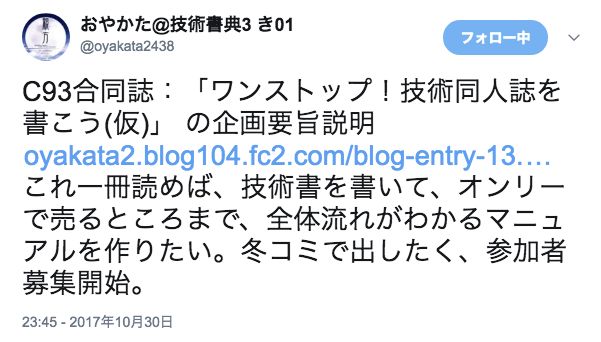 おやかた@技術書典3 き01
@oyakata2438
フォロー中
C93合同誌：「ワンストップ！技術同人誌を
書こう(仮)」 の企画要旨説明
oyakata2.blog104.fc2.com/blog-entry-13.…
これ一冊読めば、技術書を書いて、オンリー
で売るところまで、全体流れがわかるマニュ
アルを作りたい。冬コミで出したく、参加者
募集開始。
23:45 - 2017年10月30日